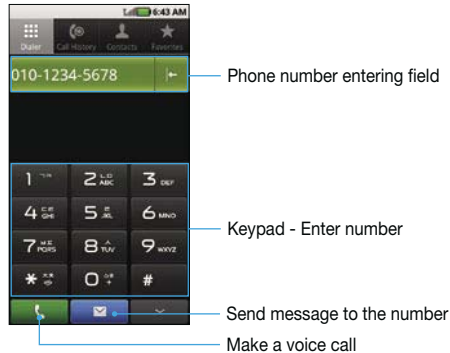 6:43 AM
Dialer Call History Contacts Favorites
010-1234-5678
Phone number entering field
1 2 ABC 3 DEF
4 GHI 5 JKL 6 MNO
Keypad - Enter number
7 PQRS 8 TUV 9 WXYZ
* 0 + #
Send message to the number
Make a voice call